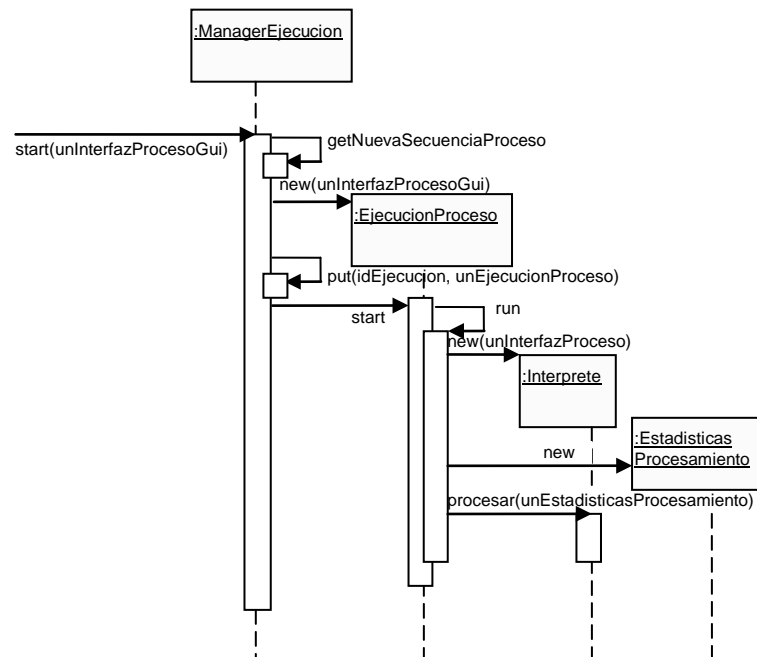 :ManagerEjecucion
start(unInterfazProcesoGui)
getNuevaSecuenciaProceso
new(unInterfazProcesoGui)
:EjecucionProceso
put(idEjecucion, unEjecucionProceso)
start
run
new(unInterfazProceso)
:Interprete
:Estadisticas
Procesamiento
new
procesar(unEstadisticasProcesamiento)